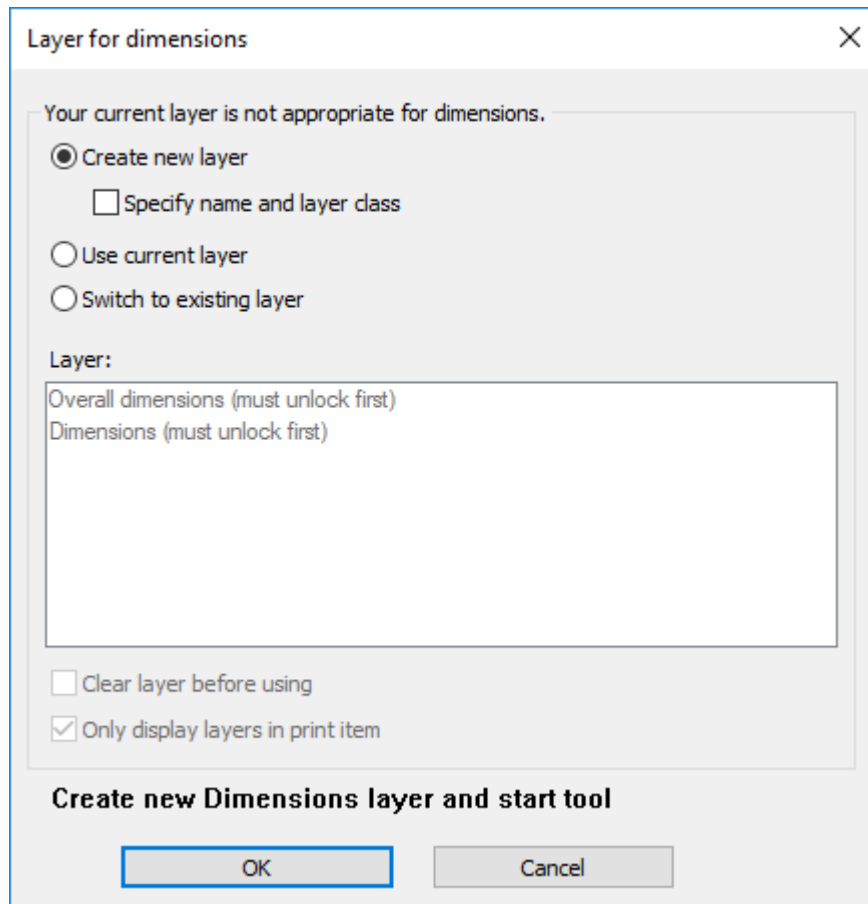 Layer for dimensions
Your current layer is not appropriate for dimensions.
Create new layer
Specify name and layer class
Use current layer
Switch to existing layer
Layer:
Overall dimensions (must unlock first)
Dimensions (must unlock first)
Clear layer before using
Only display layers in print item
Create new Dimensions layer and start tool
OK
Cancel